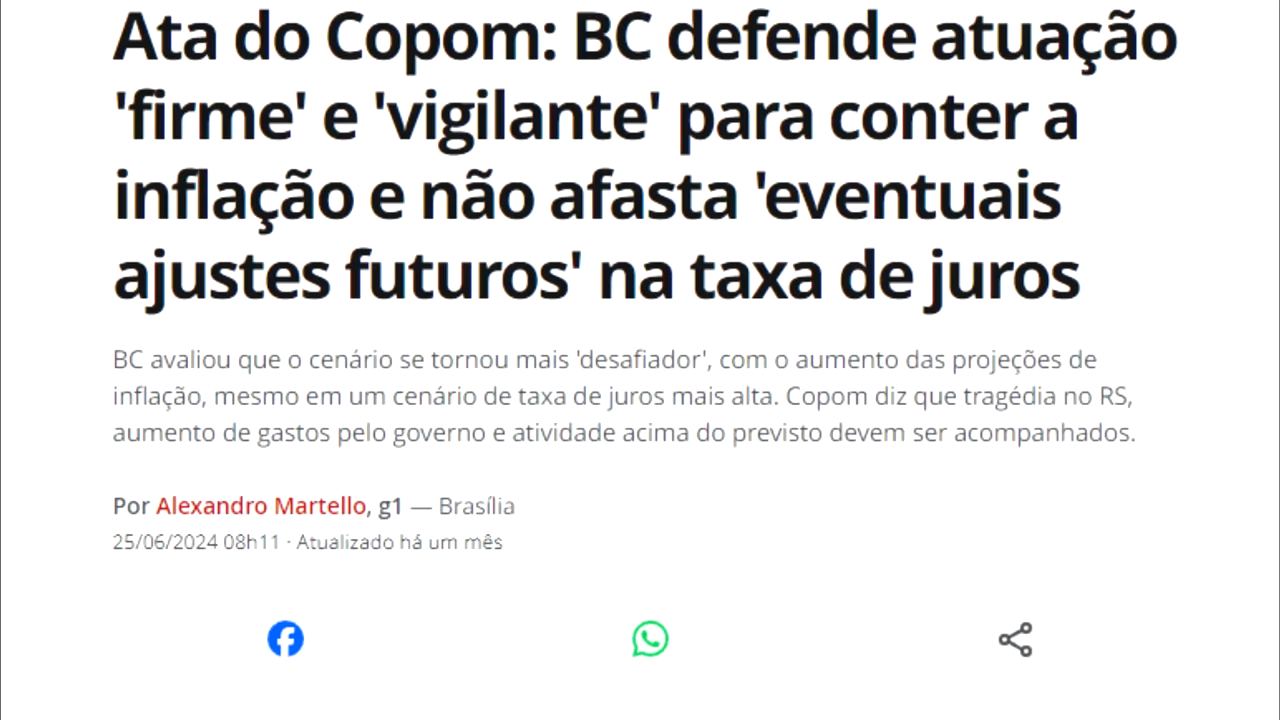 Ata do Copom: BC defende atuação
'firme' e 'vigilante' para conter a
inflação e não afasta 'eventuais
ajustes futuros' na taxa de juros
BC avaliou que o cenário se tornou mais 'desafiador', com o aumento das projeções de
inflação, mesmo em um cenário de taxa de juros mais alta. Copom diz que tragédia no RS,
aumento de gastos pelo governo e atividade acima do previsto devem ser acompanhados.
Por Alexandro Martello, g1 — Brasília
25/06/2024 08h11 · Atualizado há um mês